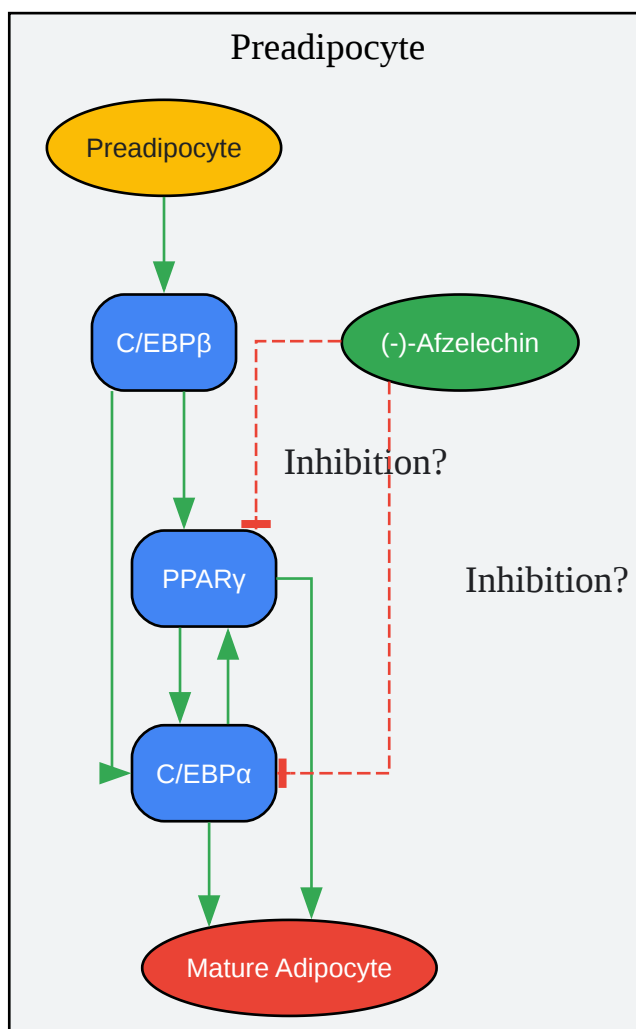 Preadipocyte
Preadipocyte
C/EBPβ
(-)-Afzelechin
Inhibition?
PPARγ
Inhibition?
C/EBPα
Mature Adipocyte